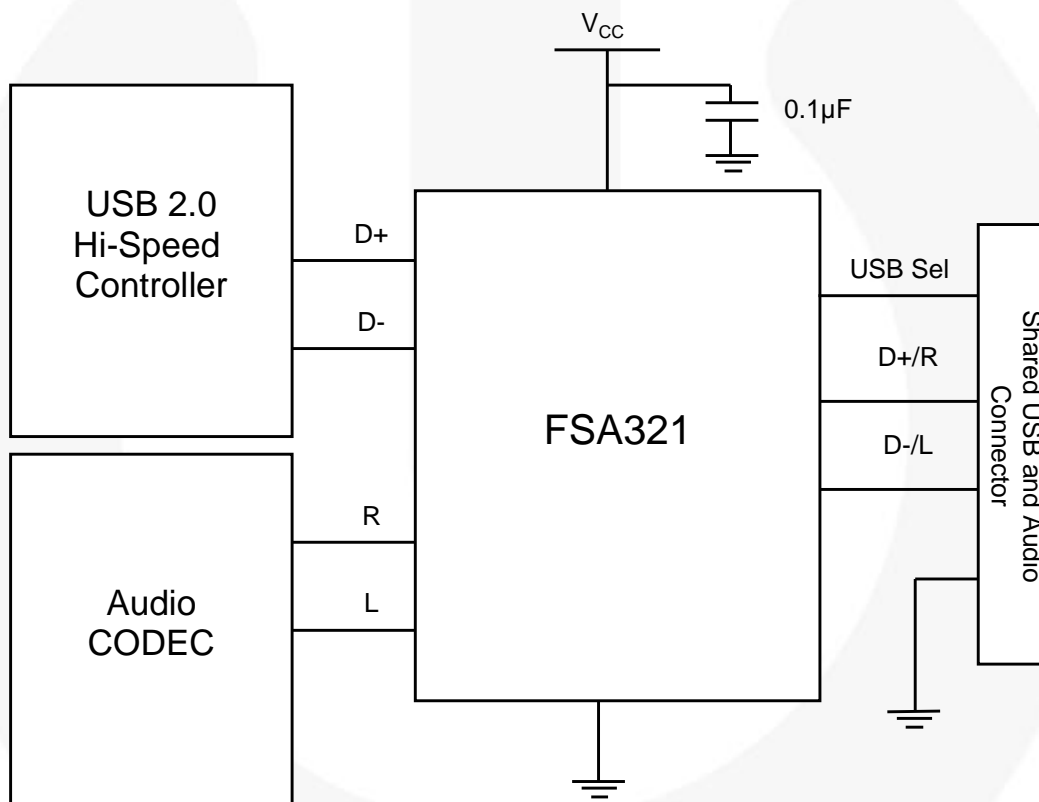 V_CC
0.1µF
USB 2.0
Hi-Speed
Controller
D+
D-
USB Sel
D+/R
D-/L
Shared USB and Audio
Connector
FSA321
R
L
Audio
CODEC